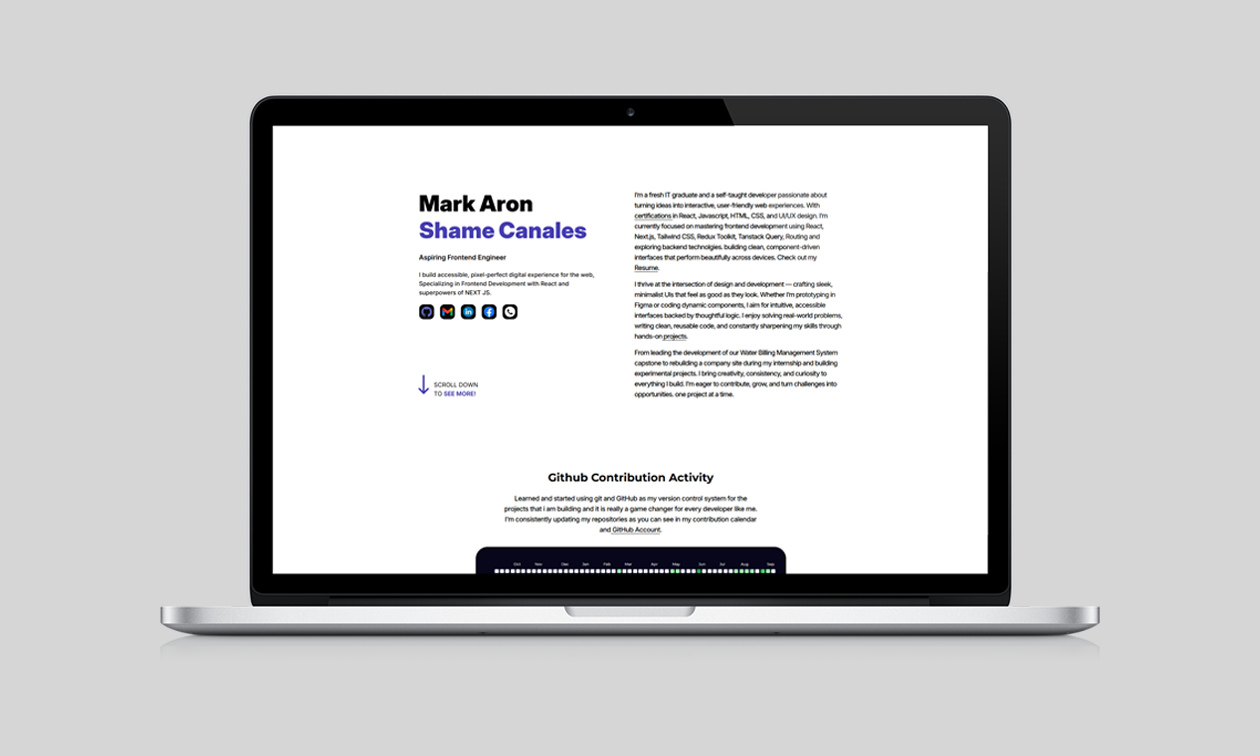 Mark Aron
Shame Canales
Aspiring Frontend Engineer
I build accessible, pixel-perfect digital experience for the web,
Specializing in Frontend Development with React and
superpowers of NEXT JS.
SCROLL DOWN
TO SEE MORE!
I'm a fresh IT graduate and a self-taught developer passionate about
turning ideas into interactive, user-friendly web experiences. With
certifications in React, Javascript, HTML, CSS, and UI/UX design. I'm
currently focused on mastering frontend development using React,
Next.js, Tailwind CSS, Redux Toolkit, Tanstack Query, Routing and
exploring backend technolgies. building clean, component-driven
interfaces that perform beautifully across devices. Check out my
Resume.
I thrive at the intersection of design and development — crafting sleek,
minimalist UIs that feel as good as they look. Whether I'm prototyping in
Figma or coding dynamic components, I aim for intuitive, accessible
interfaces backed by thoughtful logic. I enjoy solving real-world problems,
writing clean, reusable code, and constantly sharpening my skills through
hands-on projects.
From leading the development of our Water Billing Management System
capstone to rebuilding a company site during my internship and building
experimental projects. I bring creativity, consistency, and curiosity to
everything I build. I'm eager to contribute, grow, and turn challenges into
opportunities. one project at a time.
Github Contribution Activity
Learned and started using git and GitHub as my version control system for the
projects that i am building and it is really a game changer for every developer like me.
I'm consistently updating my repositories as you can see in my contribution calendar
and GitHub Account.
Oct Nov Dec Jan Feb Mar Apr May Jun Jul Aug Sep